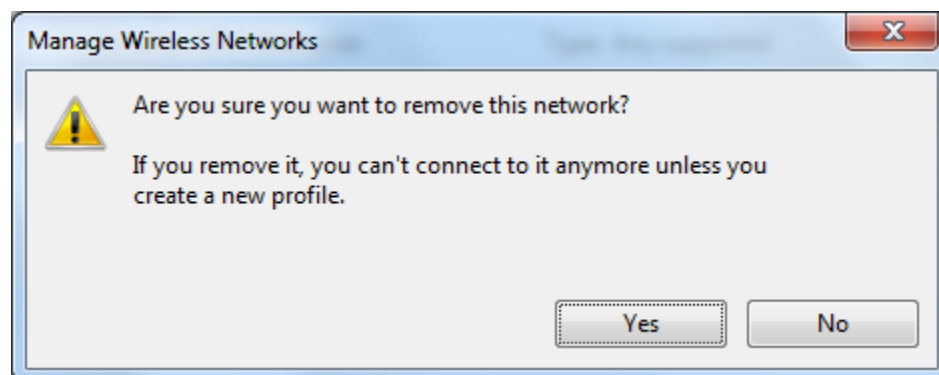 Manage Wireless Networks
Are you sure you want to remove this network?
If you remove it, you can't connect to it anymore unless you
create a new profile.
Yes
No